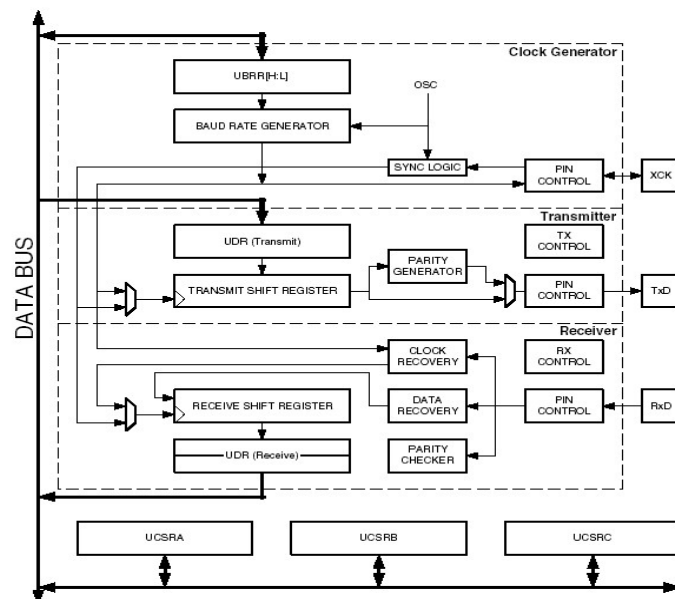 Clock Generator
UBRR[H:L]
OSC
BAUD RATE GENERATOR
SYNC LOGIC
PIN
CONTROL
XCK
Transmitter
UDR (Transmit)
TX
CONTROL
PARITY
GENERATOR
TRANSMIT SHIFT REGISTER
PIN
CONTROL
TxD
DATA BUS
Receiver
CLOCK
RECOVERY
RX
CONTROL
RECEIVE SHIFT REGISTER
DATA
RECOVERY
PIN
CONTROL
RxD
UDR (Receive)
PARITY
CHECKER
UCSRA
UCSRB
UCSRC